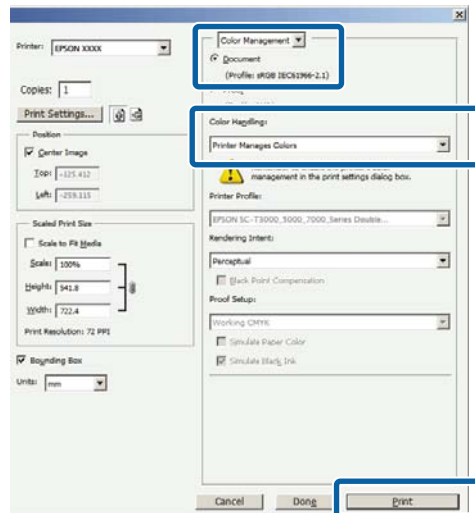 Printer:
EPSON XXXX
Copies:
1
Print Settings...
Position
Center Image
Top:
-125.412
Left:
-259.115
Scaled Print Size
Scale to Fit Media
Scale:
100%
Height:
541.8
Width:
722.4
Print Resolution: 72 PPI
Bounding Box
Units:
mm
Color Management
Document
(Profile: sRGB IEC61966-2.1)
Color Handling:
Printer Manages Colors
management in the print settings dialog box.
Printer Profile:
EPSON SC-T3000_5000_7000_Series Double...
Rendering Intent:
Perceptual
Black Point Compensation
Proof Setup:
Working CMYK
Simulate Paper Color
Simulate Black Ink
Cancel
Done
Print